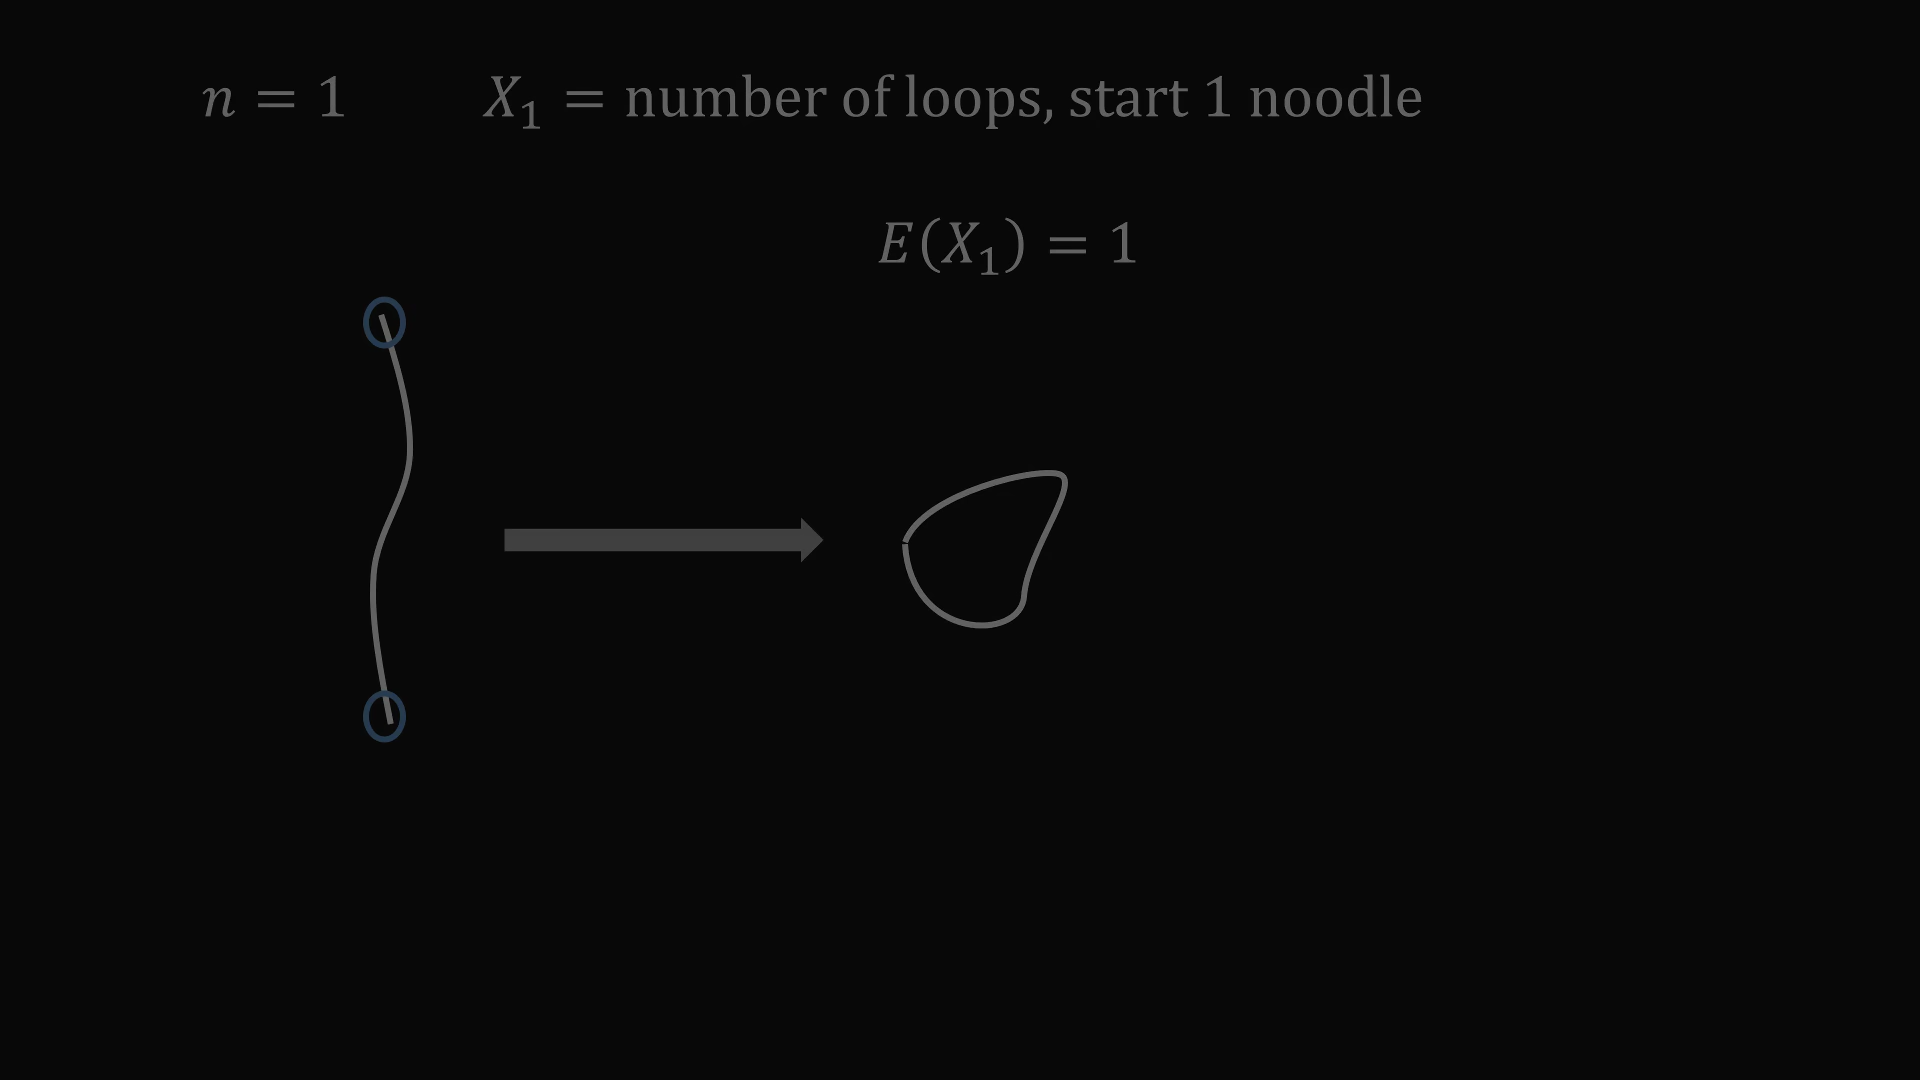 n = 1 X₁ = number of loops, start 1 noodle
E(X₁) = 1